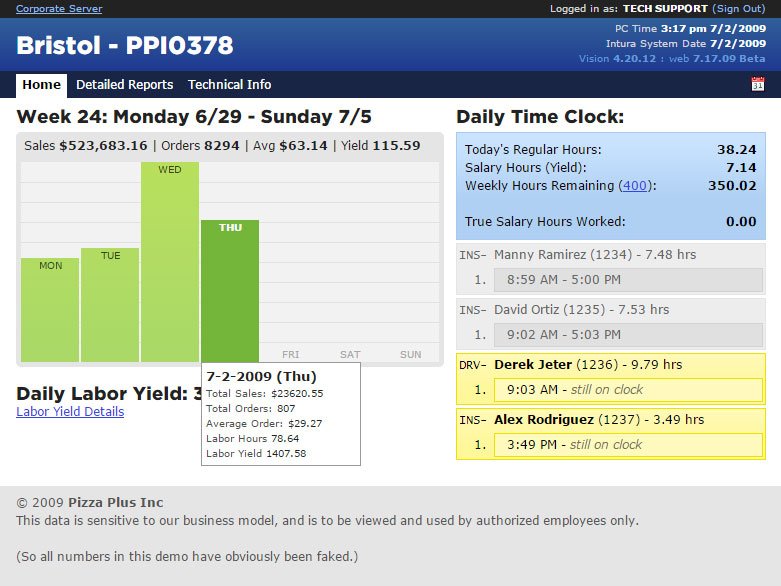 Corporate Server
Logged in as: TECH SUPPORT (Sign Out)
Bristol - PPI0378
PC Time 3:17 pm 7/2/2009
Intura System Date 7/2/2009
Vision 4.20.12 : web 7.17.09 Beta
Home Detailed Reports Technical Info
31
Week 24: Monday 6/29 - Sunday 7/5
Sales $523,683.16 | Orders 8294 | Avg $63.14 | Yield 115.59
MON
TUE
WED
THU
FRI
SAT
SUN
7-2-2009 (Thu)
Total Sales: $23620.55
Total Orders: 807
Average Order: $29.27
Labor Hours 78.64
Labor Yield 1407.58
Daily Labor Yield: 3
Labor Yield Details
Daily Time Clock:
Today's Regular Hours: 38.24
Salary Hours (Yield): 7.14
Weekly Hours Remaining (400): 350.02
True Salary Hours Worked: 0.00
INS- Manny Ramirez (1234) - 7.48 hrs
1. 8:59 AM - 5:00 PM
INS- David Ortiz (1235) - 7.53 hrs
1. 9:02 AM - 5:03 PM
DRV- Derek Jeter (1236) - 9.79 hrs
1. 9:03 AM - still on clock
INS- Alex Rodriguez (1237) - 3.49 hrs
1. 3:49 PM - still on clock
© 2009 Pizza Plus Inc
This data is sensitive to our business model, and is to be viewed and used by authorized employees only.
(So all numbers in this demo have obviously been faked.)